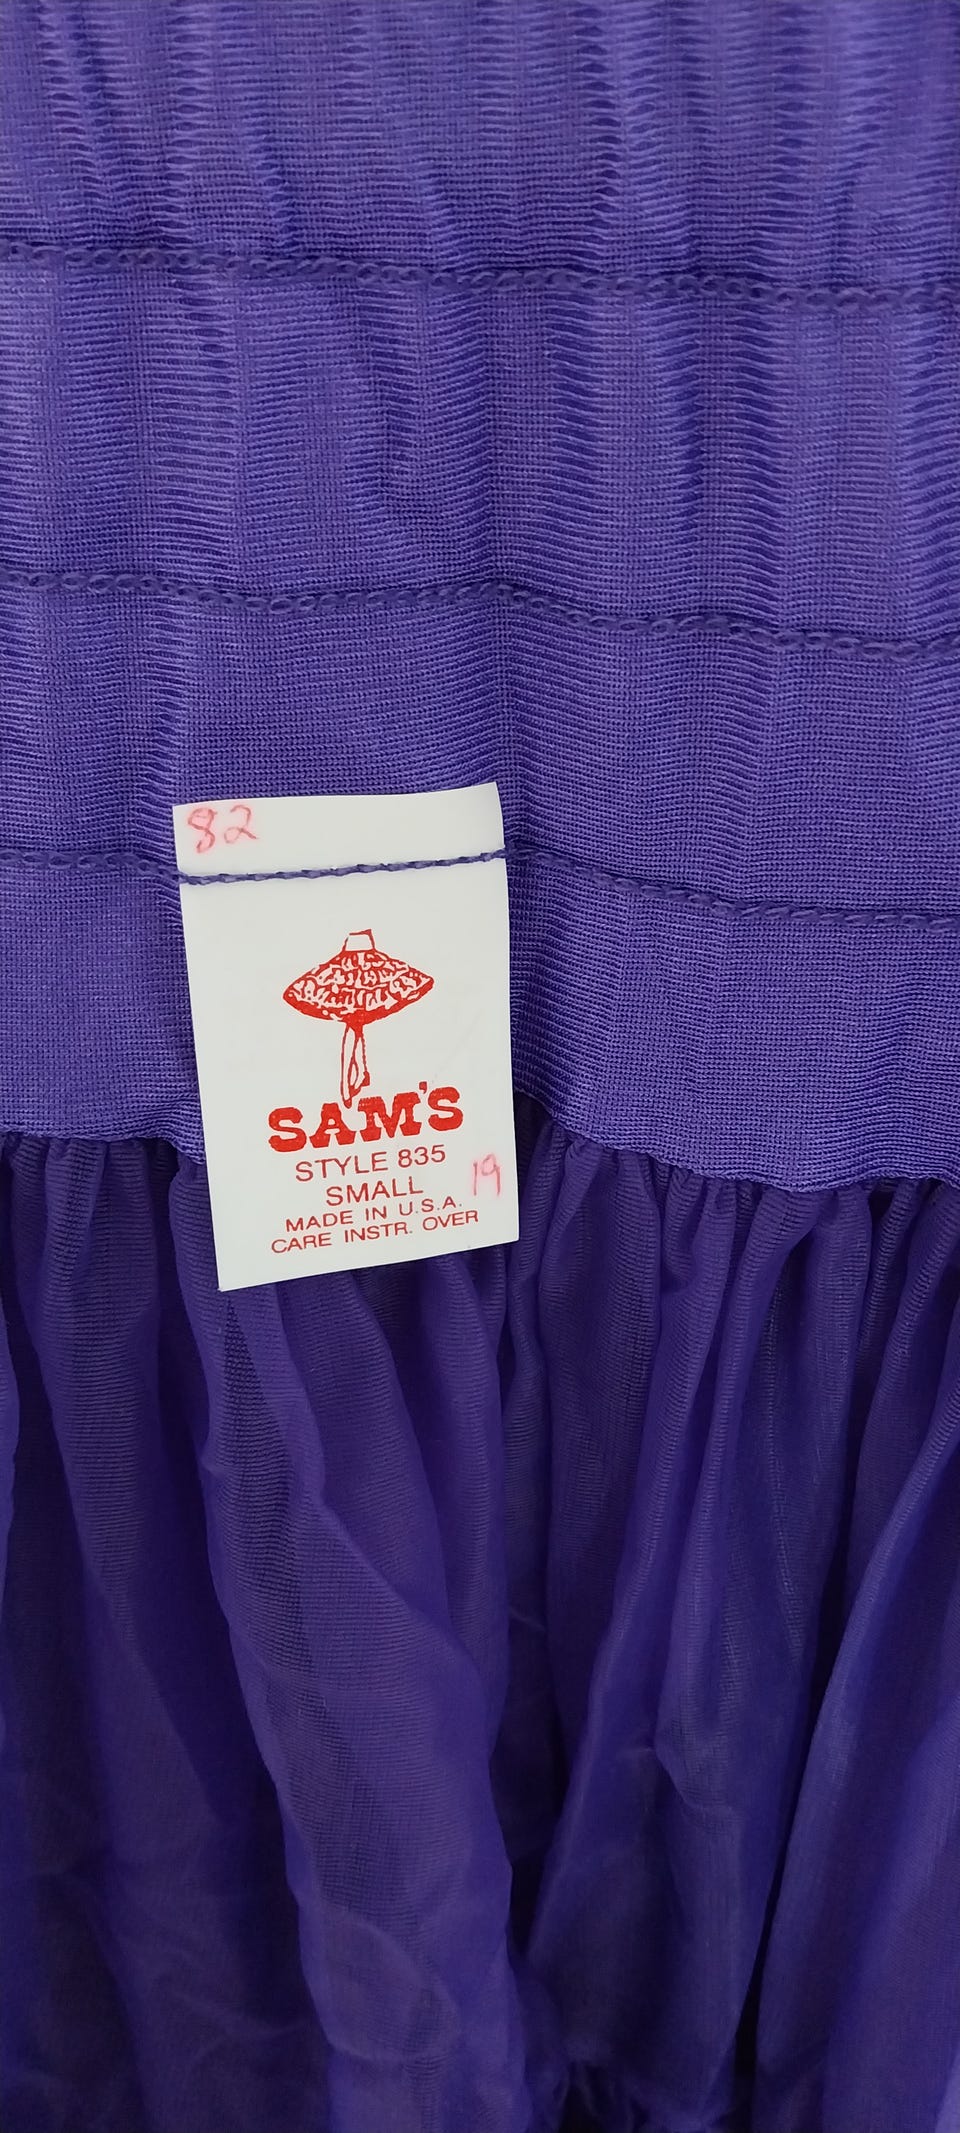 82
SAM'S
STYLE 835
SMALL 19
MADE IN U.S.A.
CARE INSTR. OVER